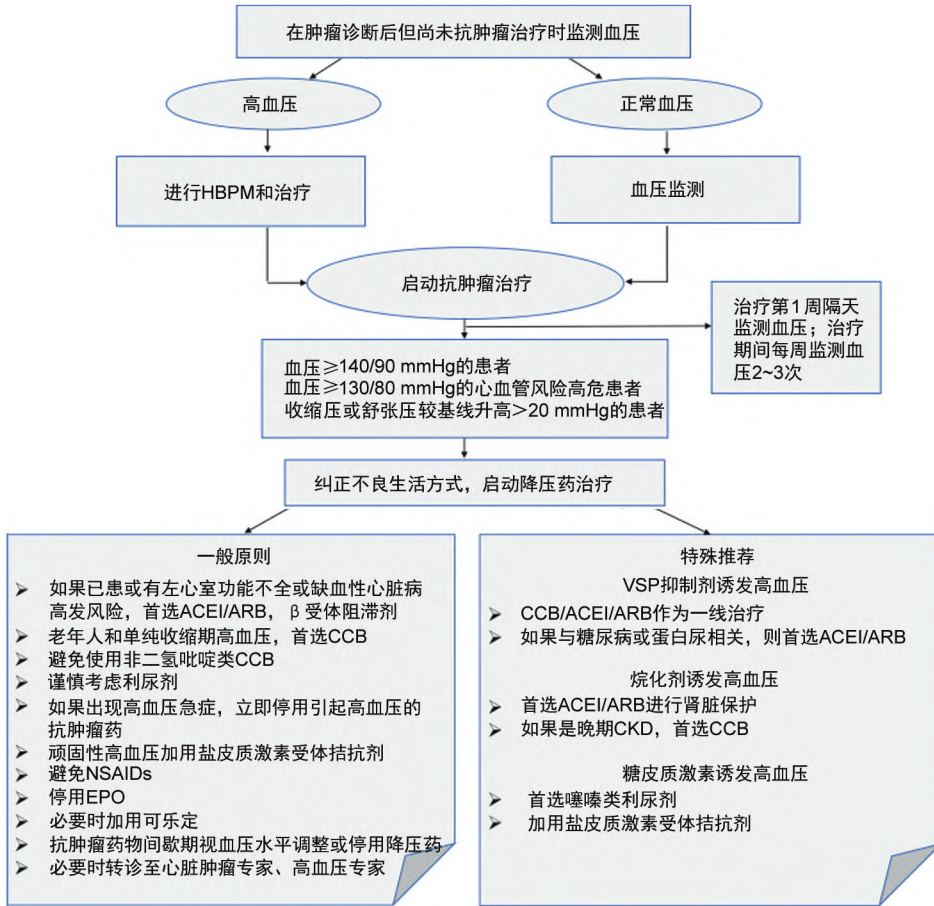 在肿瘤诊断后但尚未抗肿瘤治疗时监测血压
高血压
正常血压
进行HBPM和治疗
血压监测
启动抗肿瘤治疗
治疗第1周隔天
监测血压；治疗
期间每周监测血
压2~3次
血压≥140/90 mmHg的患者
血压≥130/80 mmHg的心血管风险高危患者
收缩压或舒张压较基线升高＞20 mmHg的患者
纠正不良生活方式，启动降压药治疗
一般原则
➢ 如果已患或有左心室功能不全或缺血性心脏病
高发风险，首选ACEI/ARB，β受体阻滞剂
➢ 老年人和单纯收缩期高血压，首选CCB
➢ 避免使用非二氢吡啶类CCB
➢ 谨慎考虑利尿剂
➢ 如果出现高血压急症，立即停用引起高血压的
抗肿瘤药
➢ 顽固性高血压加用盐皮质激素受体拮抗剂
➢ 避免NSAIDs
➢ 停用EPO
➢ 必要时加用可乐定
➢ 抗肿瘤药物间歇期视血压水平调整或停用降压药
➢ 必要时转诊至心脏肿瘤专家、高血压专家
特殊推荐
VSP抑制剂诱发高血压
➢ CCB/ACEI/ARB作为一线治疗
➢ 如果与糖尿病或蛋白尿相关，则首选ACEI/ARB
烷化剂诱发高血压
➢ 首选ACEI/ARB进行肾脏保护
➢ 如果是晚期CKD，首选CCB
糖皮质激素诱发高血压
➢ 首选噻嗪类利尿剂
➢ 加用盐皮质激素受体拮抗剂